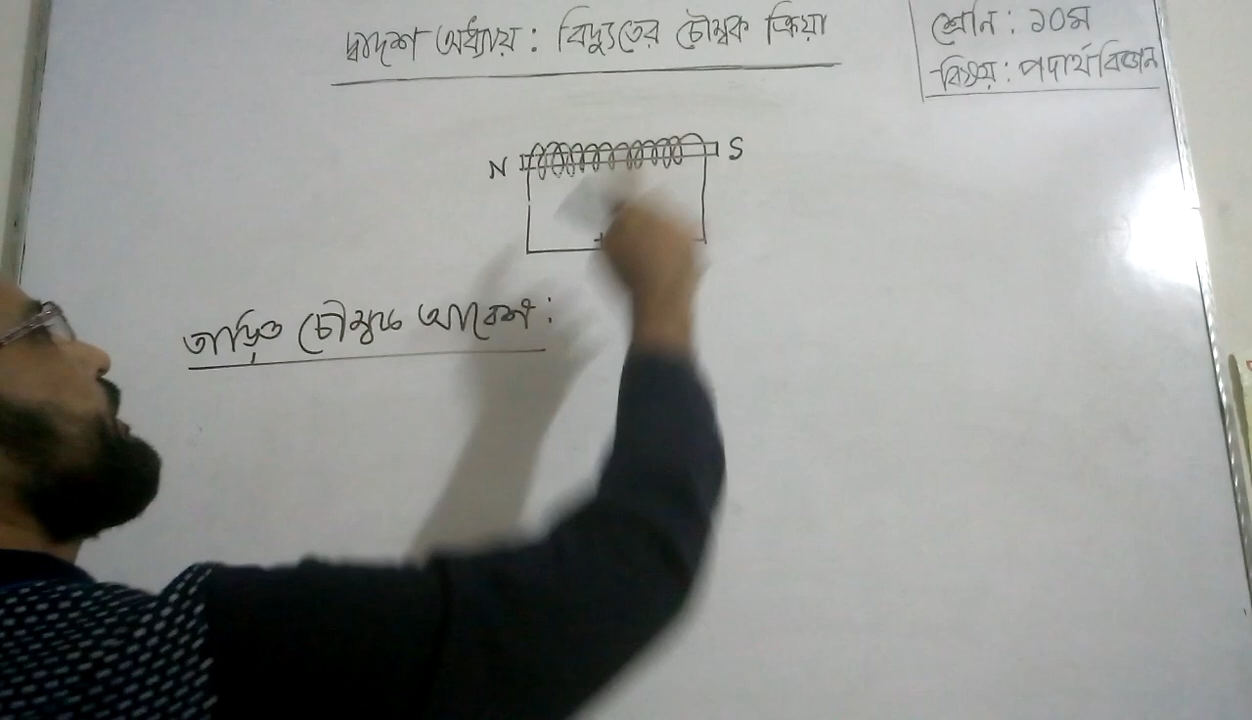 দ্বাদশ অধ্যায় : বিদ্যুতের চৌম্বক ক্রিয়া
শ্রেনি : ১০ম
বিষয় : পদার্থবিজ্ঞান
N S
তাড়িত চৌম্বক আবেশ :